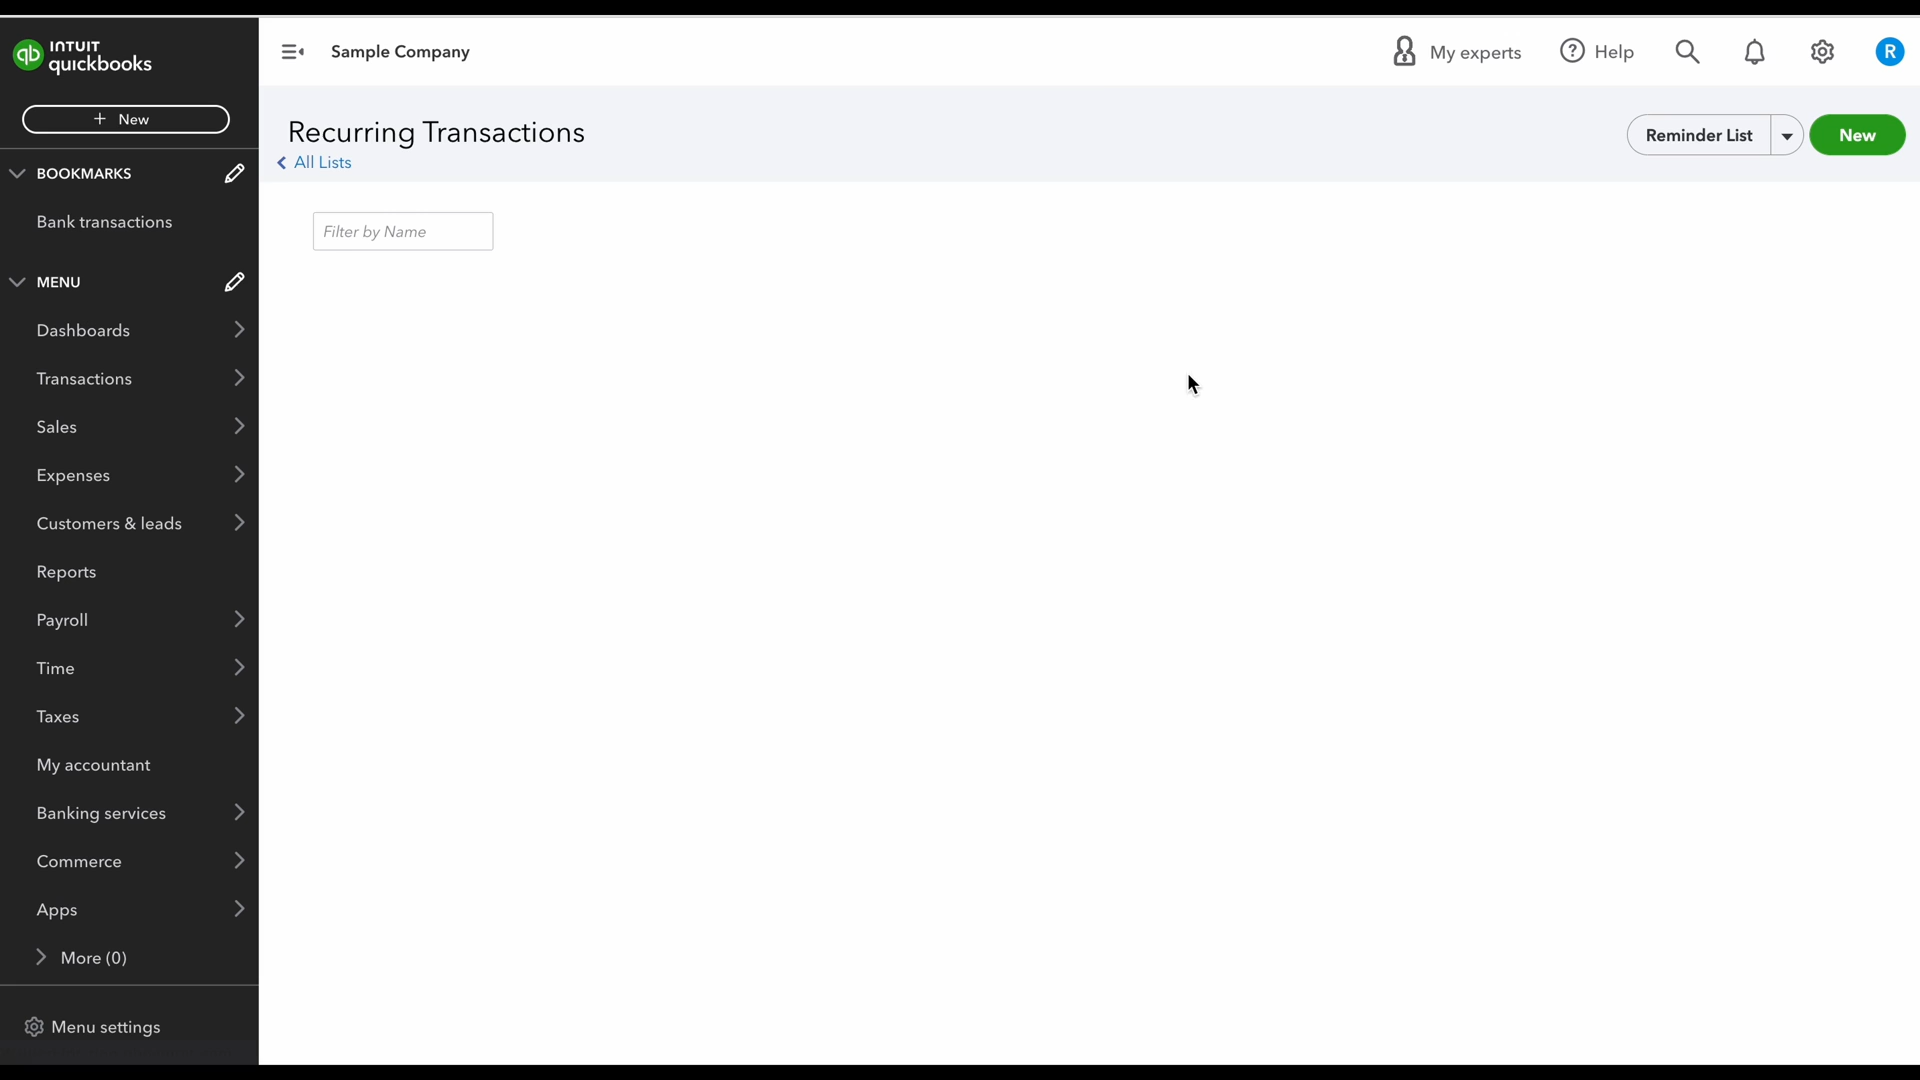 INTUIT
quickbooks
+ New
BOOKMARKS
Bank transactions
MENU
Dashboards
Transactions
Sales
Expenses
Customers & leads
Reports
Payroll
Time
Taxes
My accountant
Banking services
Commerce
Apps
More (0)
Menu settings
Sample Company
My experts
Help
R
Recurring Transactions
All Lists
Reminder List
New
Filter by Name